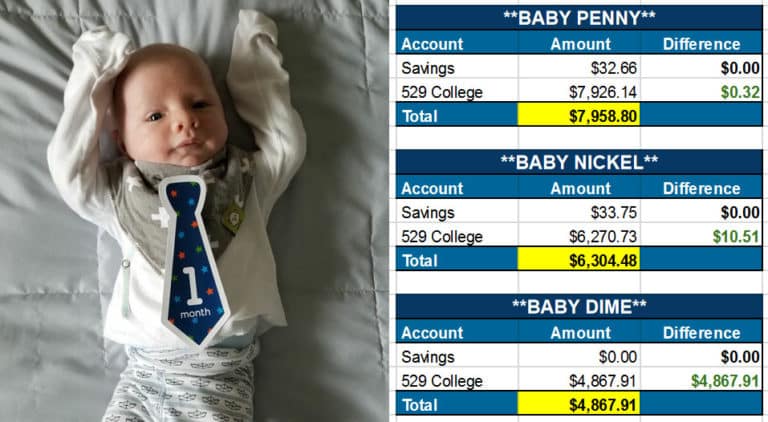 1
month
**BABY PENNY**
Account Amount Difference
Savings $32.66 $0.00
529 College $7,926.14 $0.32
Total $7,958.80
**BABY NICKEL**
Account Amount Difference
Savings $33.75 $0.00
529 College $6,270.73 $10.51
Total $6,304.48
**BABY DIME**
Account Amount Difference
Savings $0.00 $0.00
529 College $4,867.91 $4,867.91
Total $4,867.91